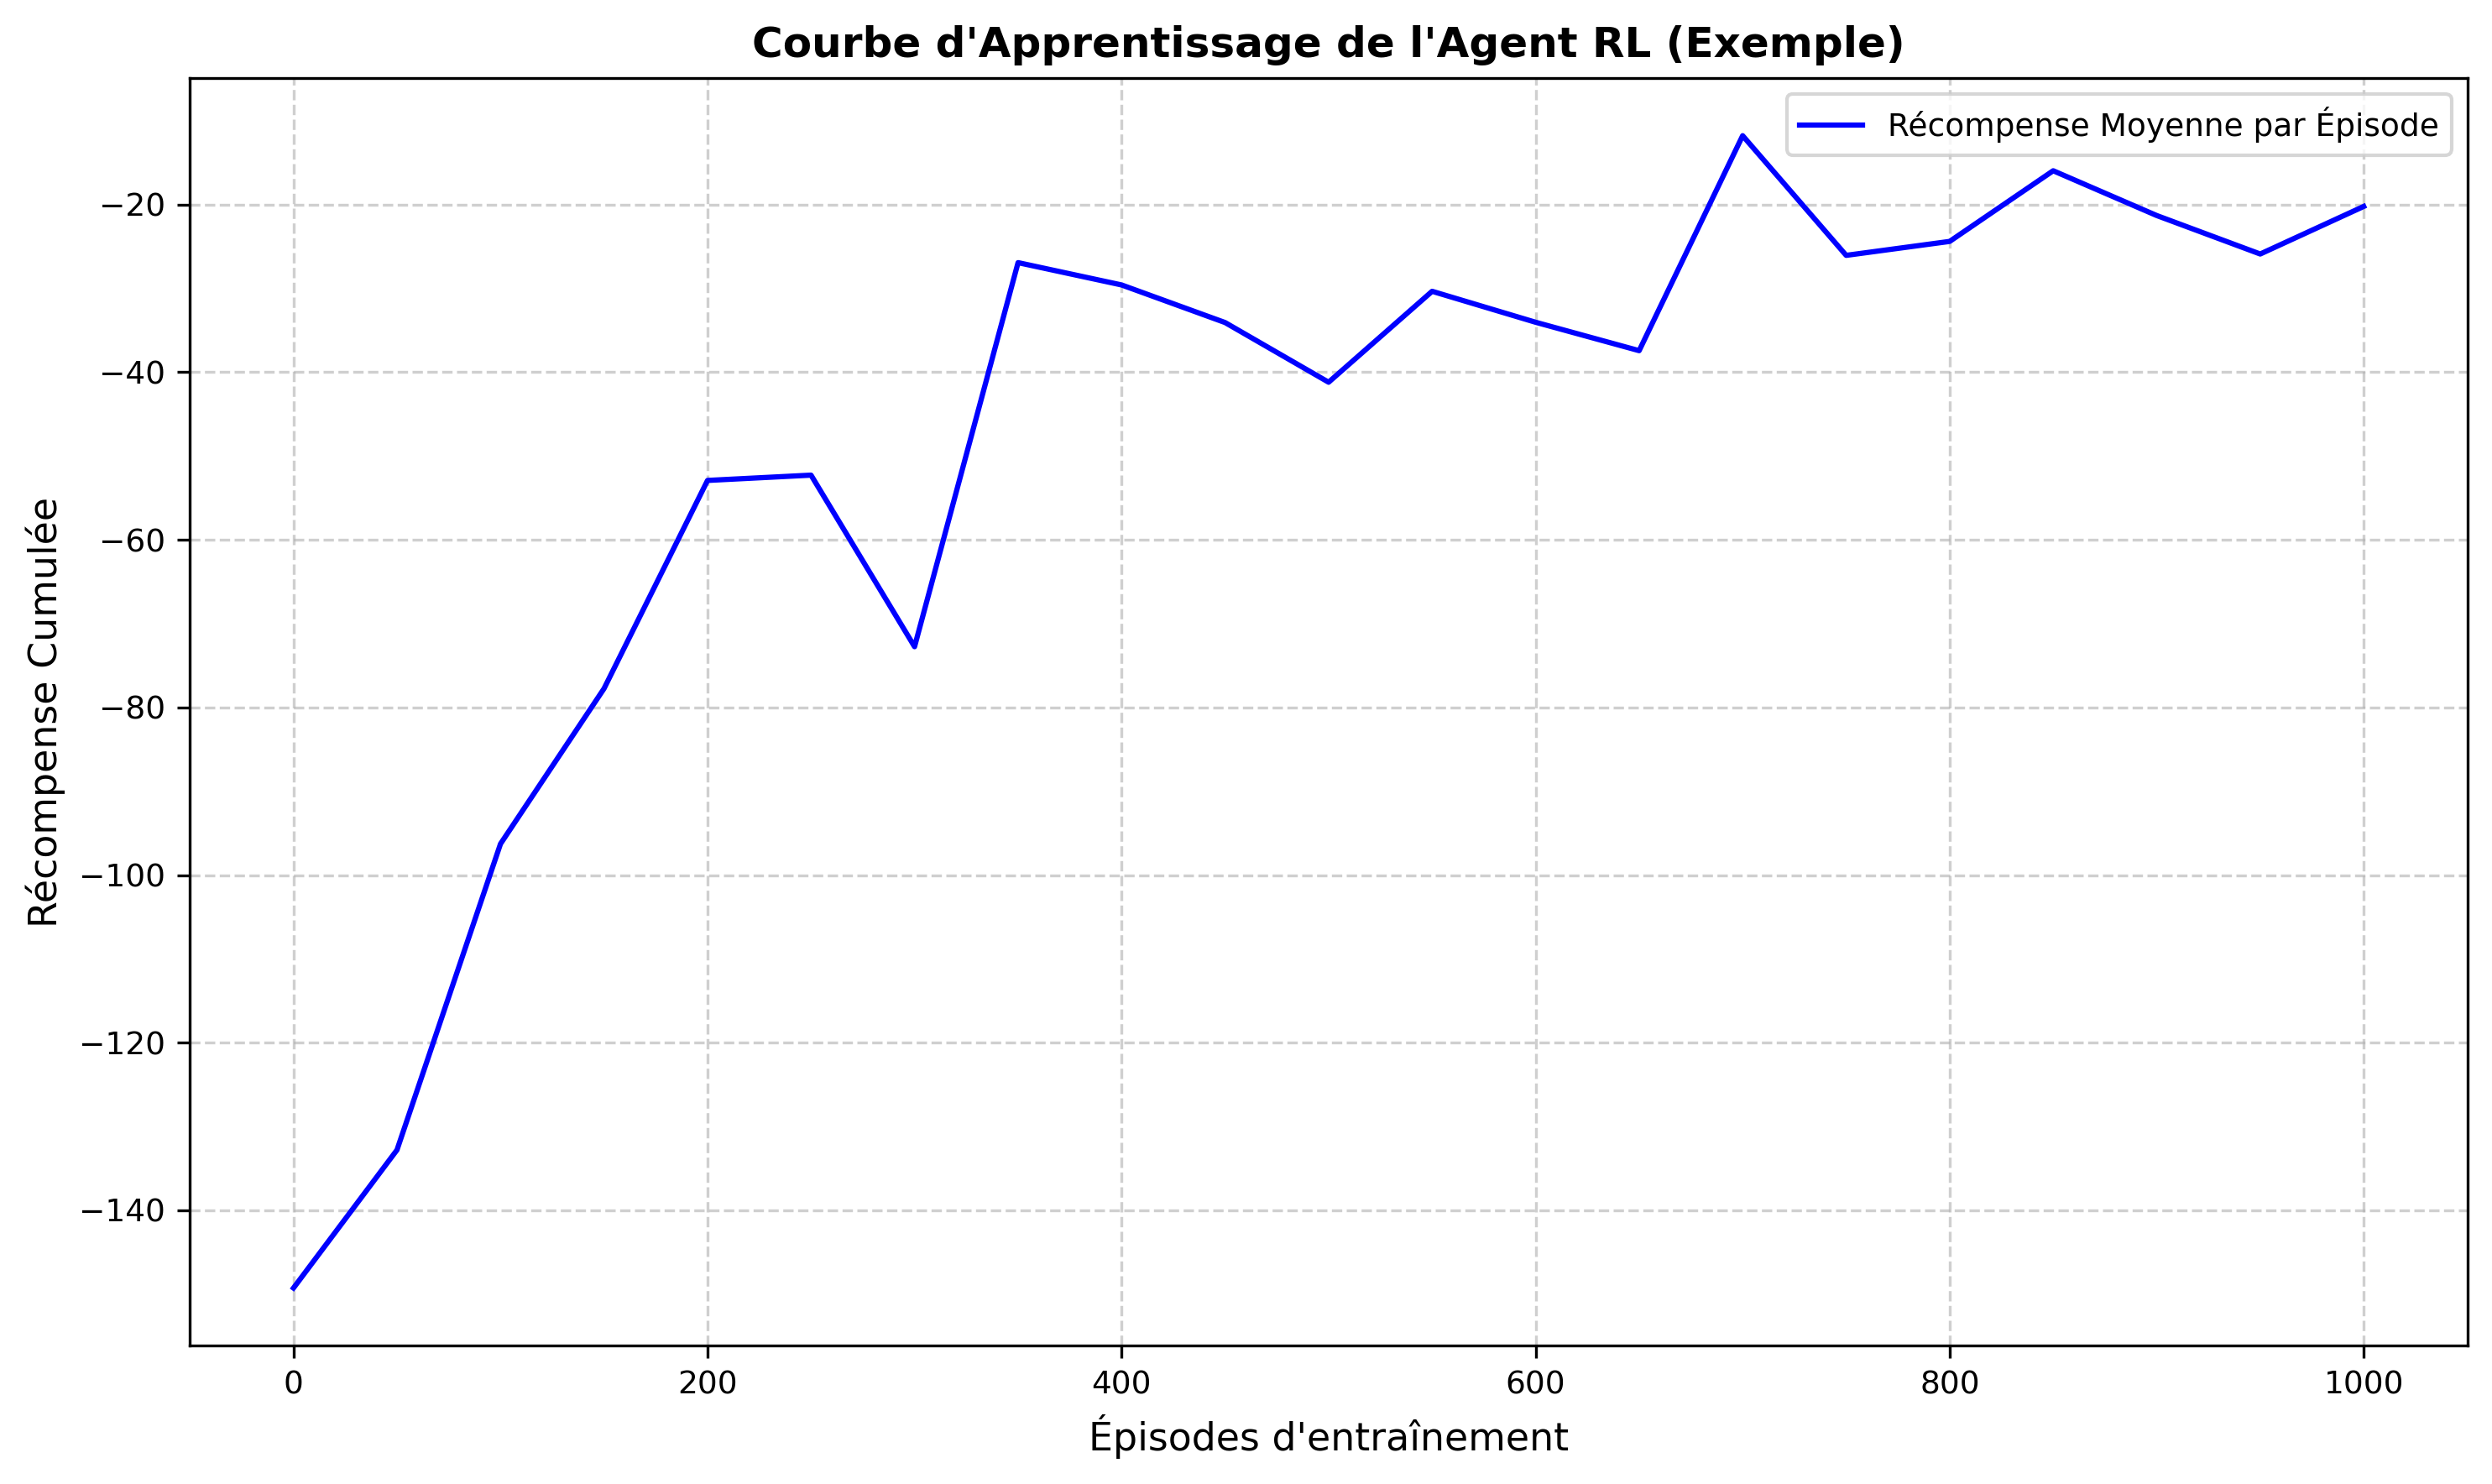 Courbe d'Apprentissage de l'Agent RL (Exemple)
Récompense Moyenne par Épisode
Récompense Cumulée
−20
−40
−60
−80
−100
−120
−140
0 200 400 600 800 1000
Épisodes d'entraînement